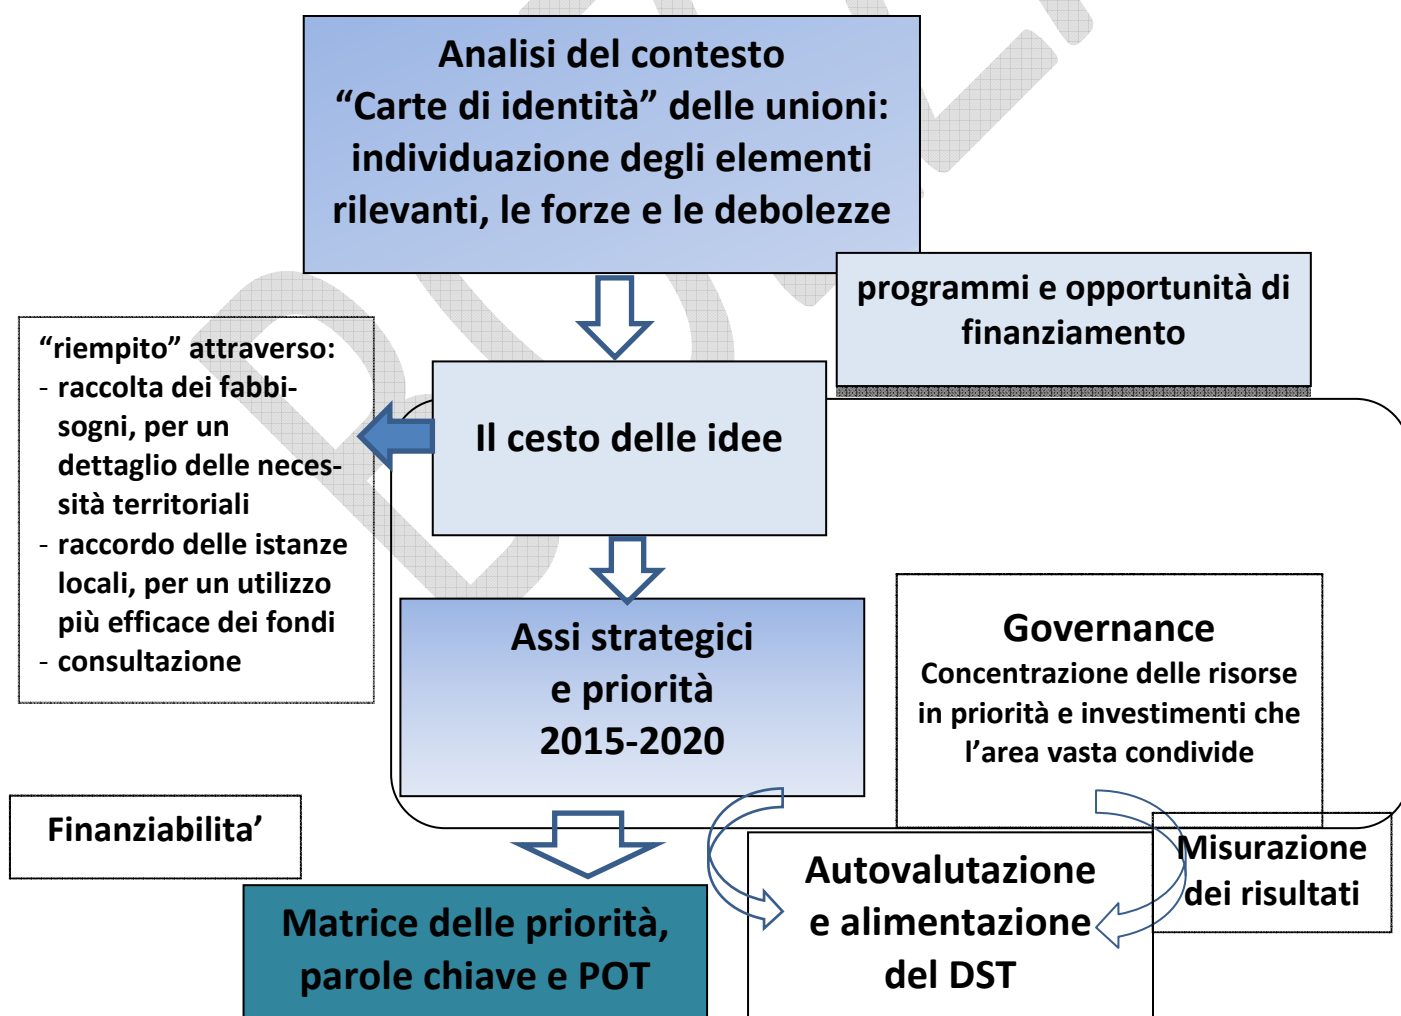 Analisi del contesto
“Carte di identità” delle unioni:
individuazione degli elementi
rilevanti, le forze e le debolezze
programmi e opportunità di
finanziamento
“riempito” attraverso:
- raccolta dei fabbi-
sogni, per un
dettaglio delle neces-
sità territoriali
- raccordo delle istanze
locali, per un utilizzo
più efficace dei fondi
- consultazione
Il cesto delle idee
Assi strategici
e priorità
2015-2020
Governance
Concentrazione delle risorse
in priorità e investimenti che
l’area vasta condivide
Finanziabilita’
Matrice delle priorità,
parole chiave e POT
Autovalutazione
e alimentazione
del DST
Misurazione
dei risultati